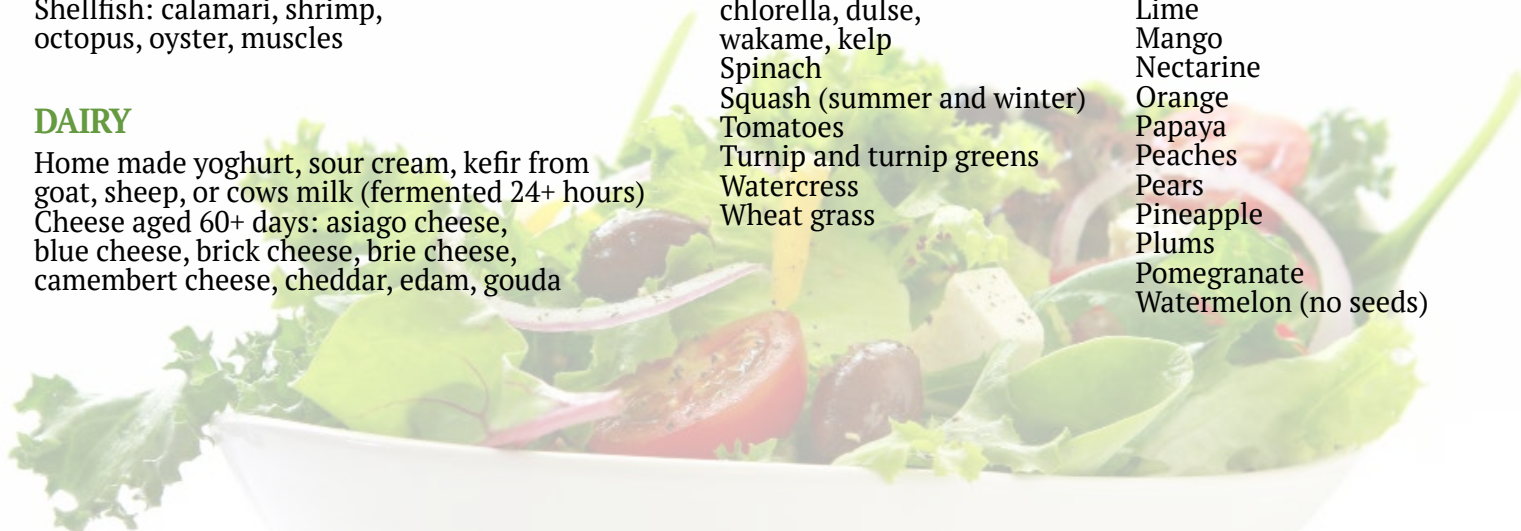 Shellfish: calamari, shrimp,
octopus, oyster, muscles
DAIRY
Home made yoghurt, sour cream, kefir from
goat, sheep, or cows milk (fermented 24+ hours)
Cheese aged 60+ days: asiago cheese,
blue cheese, brick cheese, brie cheese,
camembert cheese, cheddar, edam, gouda
chlorella, dulse,
wakame, kelp
Spinach
Squash (summer and winter)
Tomatoes
Turnip and turnip greens
Watercress
Wheat grass
Lime
Mango
Nectarine
Orange
Papaya
Peaches
Pears
Pineapple
Plums
Pomegranate
Watermelon (no seeds)